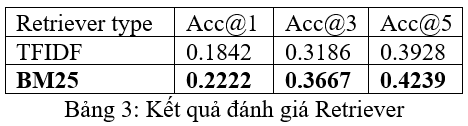 Retriever type Acc@1 Acc@3 Acc@5
TFIDF 0.1842 0.3186 0.3928
BM25 0.2222 0.3667 0.4239
Bảng 3: Kết quả đánh giá Retriever